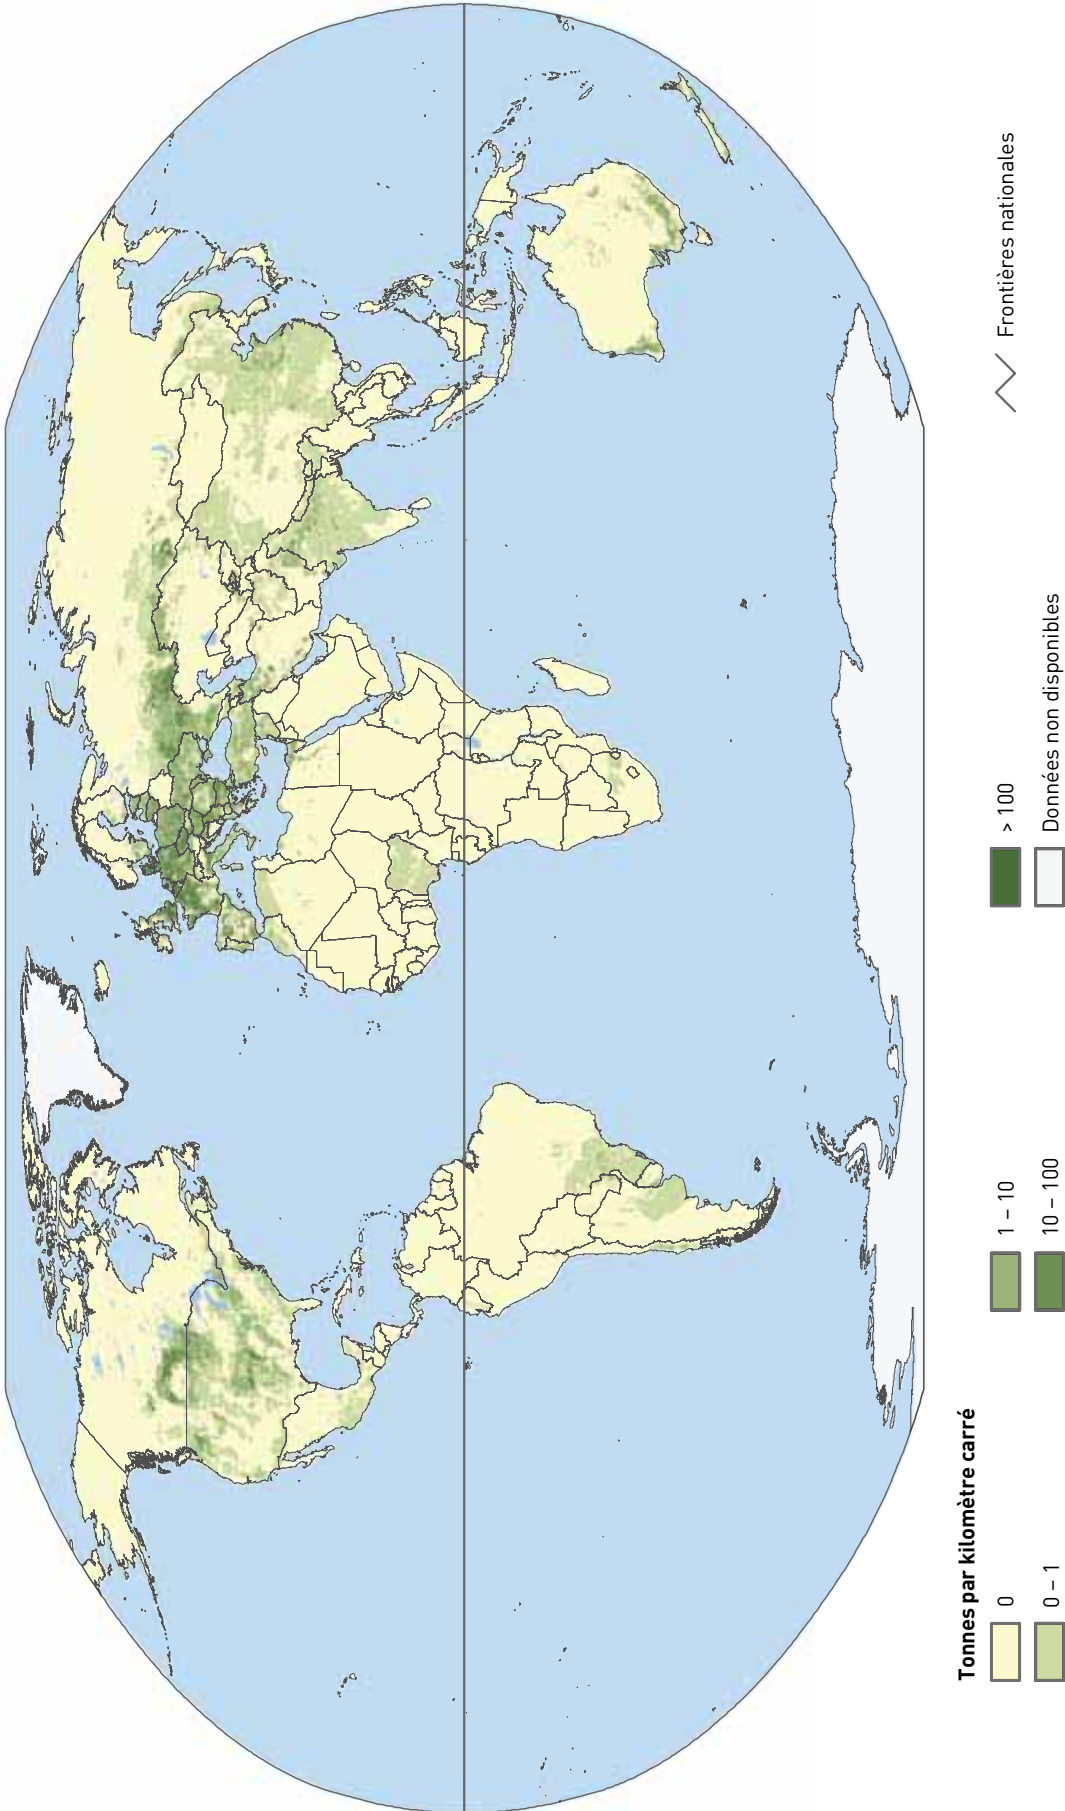 Tonnes par kilomètre carré
0
1 – 10
> 100
Frontières nationales
0 – 1
10 – 100
Données non disponibles